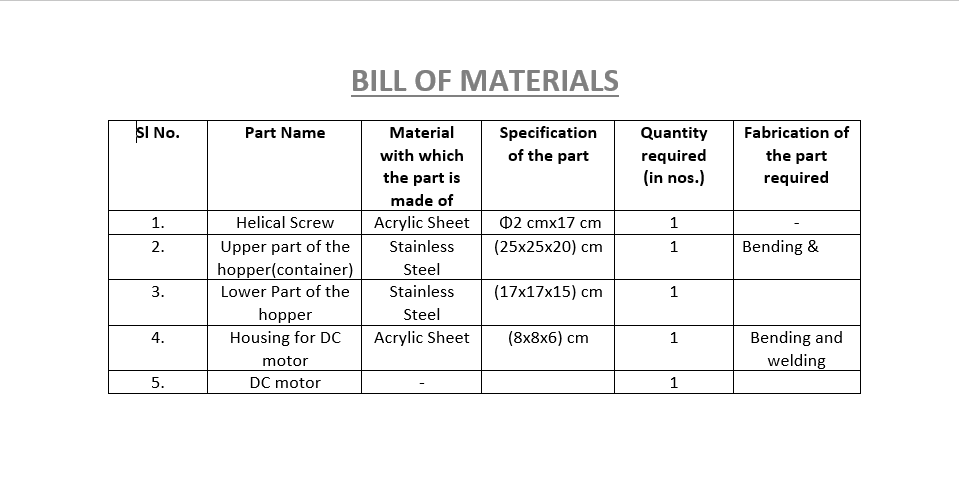 BILL OF MATERIALS
Sl No. Part Name Material with which the part is made of Specification of the part Quantity required (in nos.) Fabrication of the part required
1. Helical Screw Acrylic Sheet Φ2 cmx17 cm 1 -
2. Upper part of the hopper(container) Stainless Steel (25x25x20) cm 1 Bending &
3. Lower Part of the hopper Stainless Steel (17x17x15) cm 1
4. Housing for DC motor Acrylic Sheet (8x8x6) cm 1 Bending and welding
5. DC motor - 1